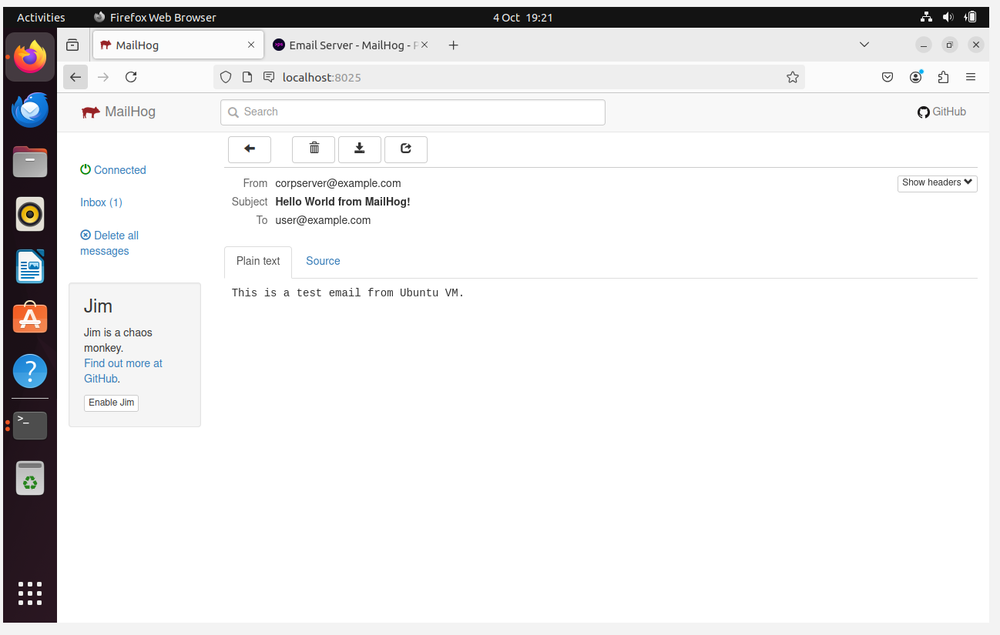 Activities Firefox Web Browser 4 Oct 19:21
MailHog Email Server - MailHog - P
localhost:8025
MailHog Search GitHub
Connected
Inbox (1)
Delete all
messages
Jim
Jim is a chaos
monkey.
Find out more at
GitHub.
Enable Jim
From corpserver@example.com Show headers
Subject Hello World from MailHog!
To user@example.com
Plain text Source
This is a test email from Ubuntu VM.